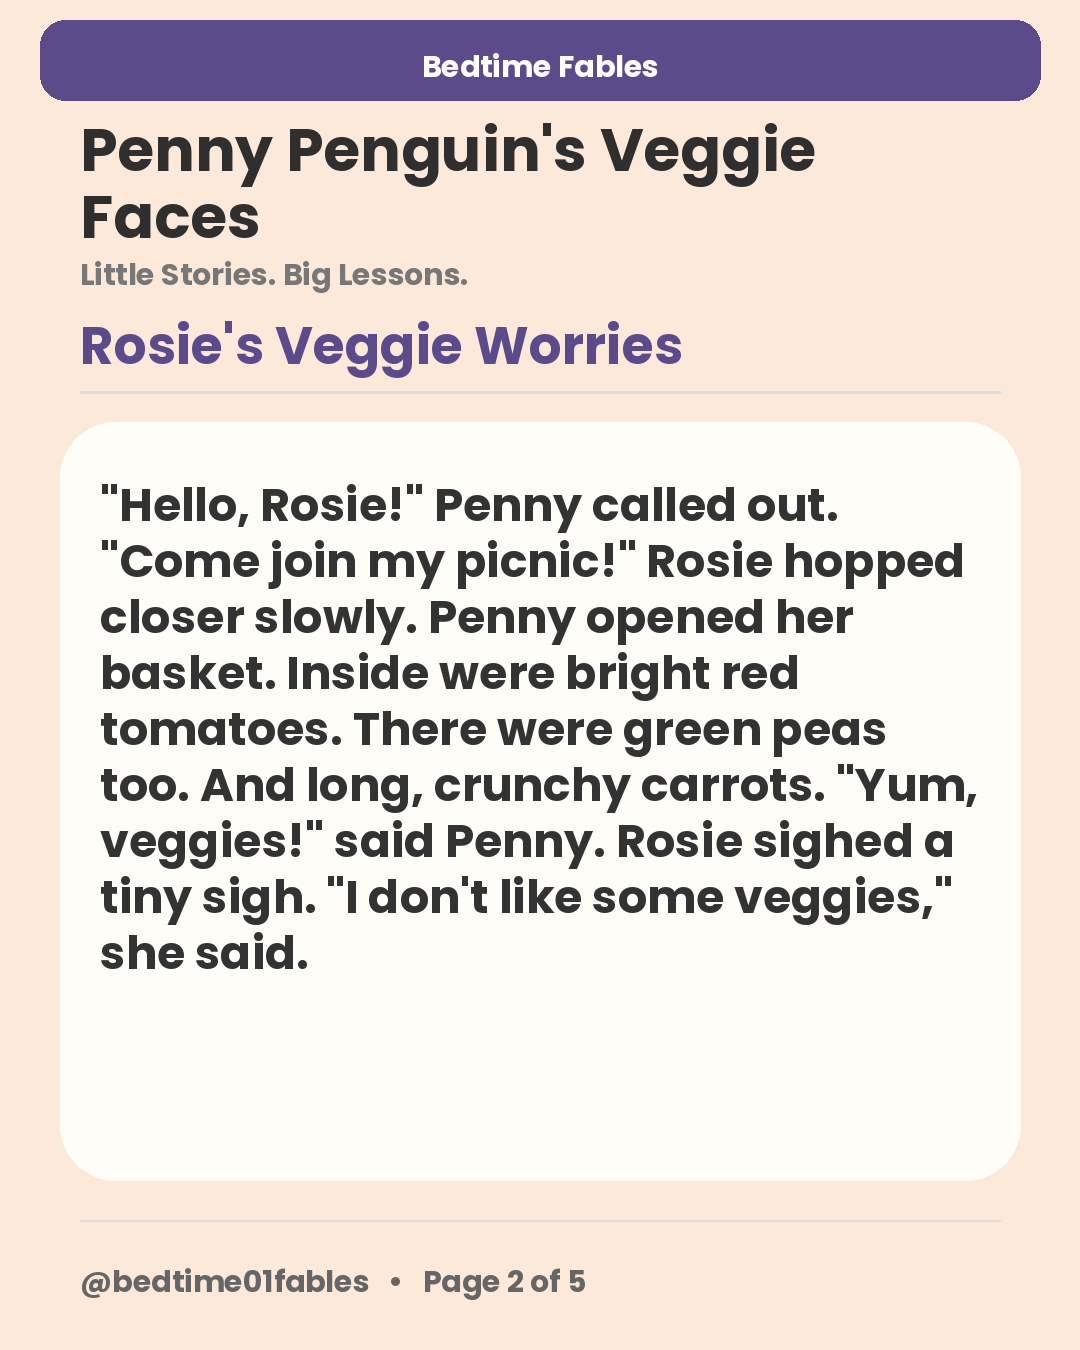 Bedtime Fables
Penny Penguin's Veggie
Faces
Little Stories. Big Lessons.
Rosie's Veggie Worries
"Hello, Rosie!" Penny called out.
"Come join my picnic!" Rosie hopped
closer slowly. Penny opened her
basket. Inside were bright red
tomatoes. There were green peas
too. And long, crunchy carrots. "Yum,
veggies!" said Penny. Rosie sighed a
tiny sigh. "I don't like some veggies,"
she said.
@bedtime01fables • Page 2 of 5